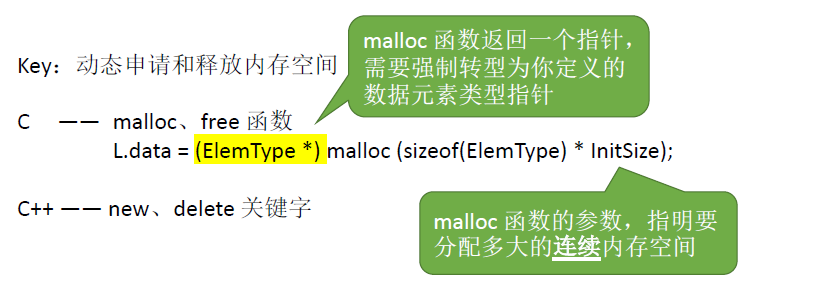 malloc 函数返回一个指针，
需要强制转型为你定义的
数据元素类型指针
Key：动态申请和释放内存空间
C —— malloc、free 函数
L.data = (ElemType *) malloc (sizeof(ElemType) * InitSize);
C++ —— new、delete 关键字
malloc 函数的参数，指明要
分配多大的连续内存空间